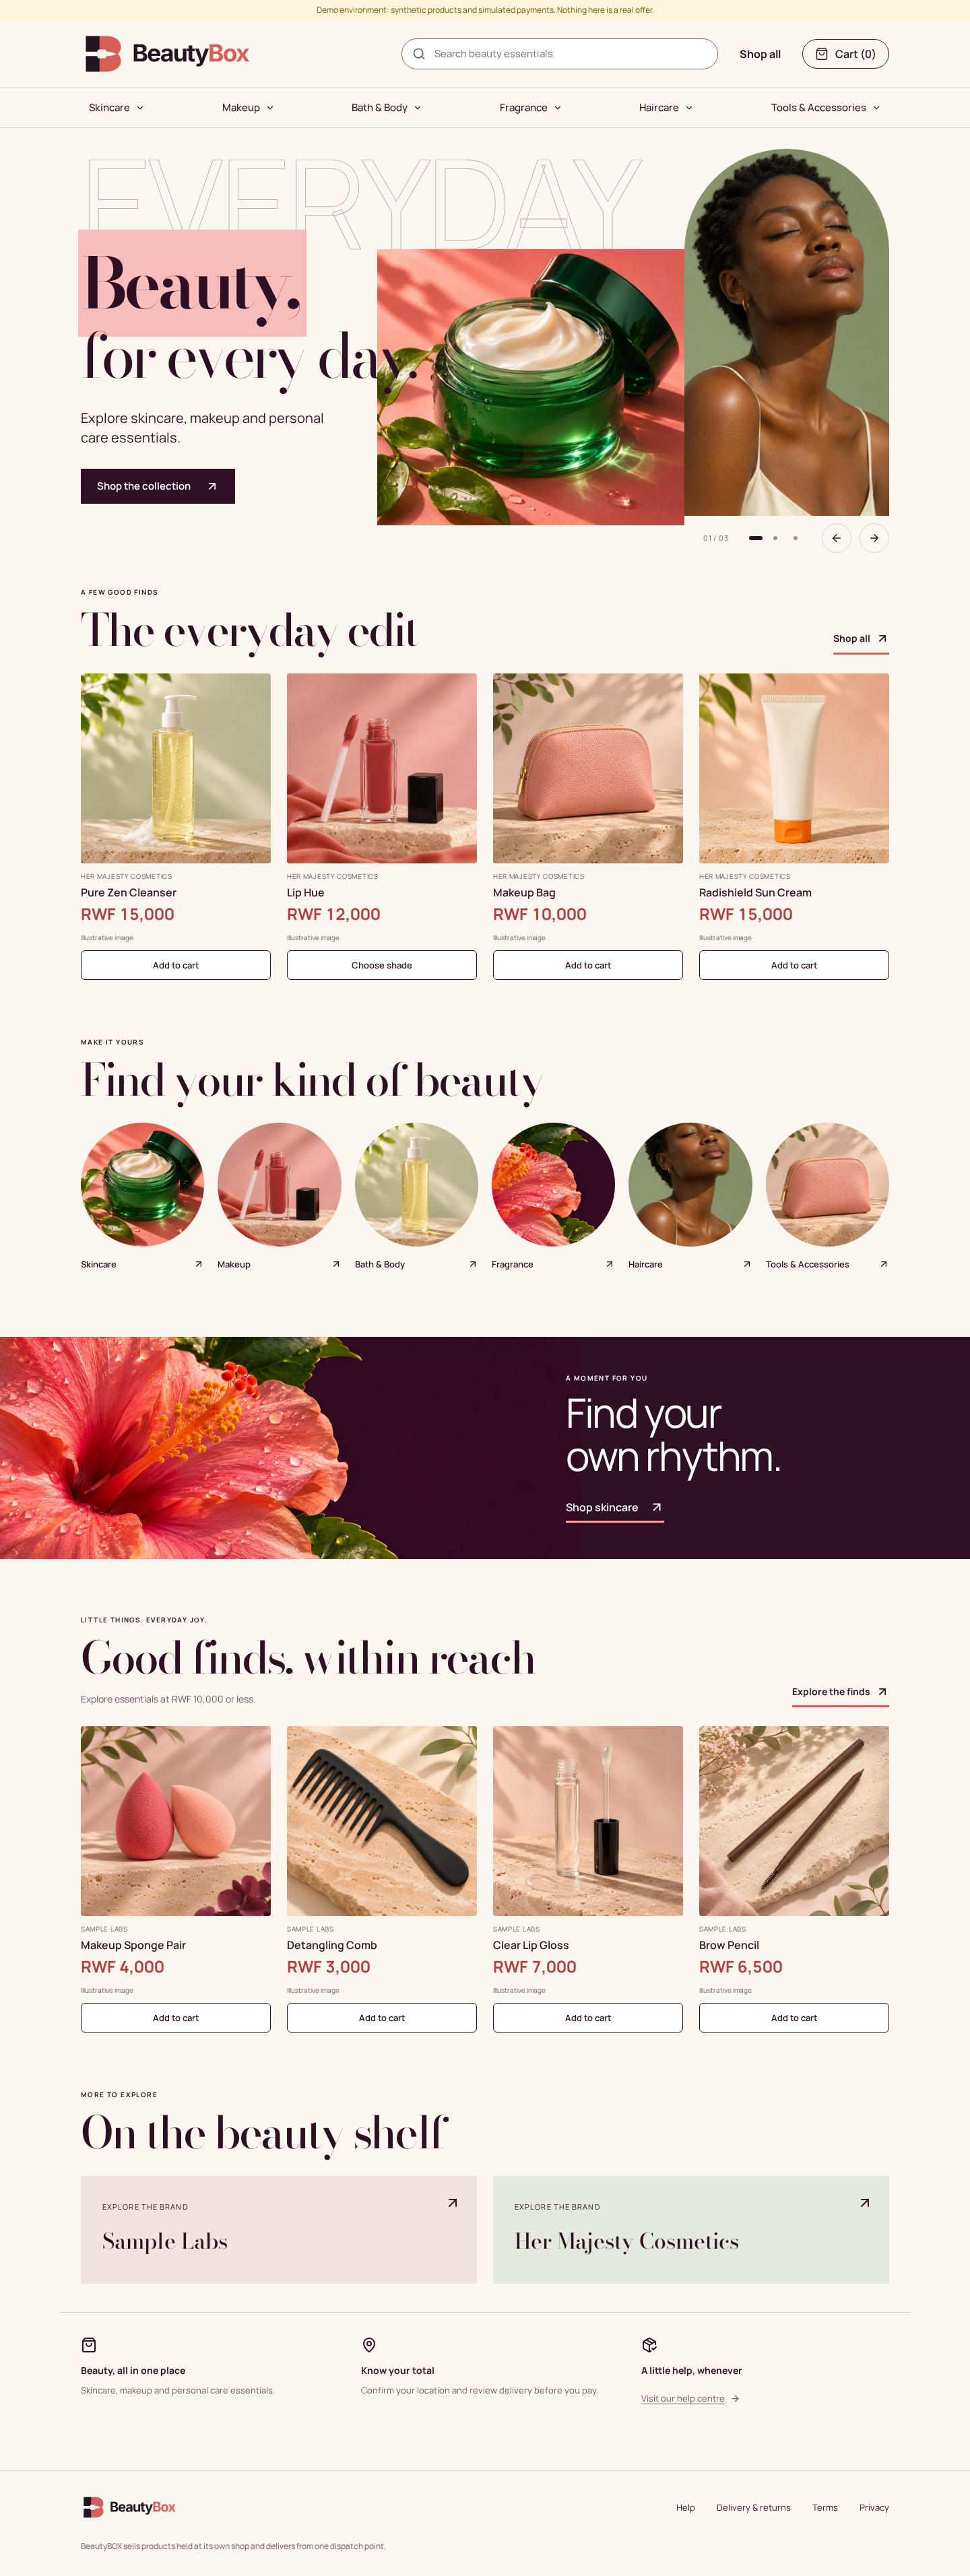 Demo environment: synthetic products and simulated payments. Nothing here is a real offer.
BeautyBox
Search beauty essentials
Shop all
Cart (0)
Skincare
Makeup
Bath & Body
Fragrance
Haircare
Tools & Accessories
EVERYDAY
Beauty,
for every day.
Explore skincare, makeup and personal
care essentials.
Shop the collection
01 / 03
A FEW GOOD FINDS
The everyday edit
Shop all
HER MAJESTY COSMETICS
Pure Zen Cleanser
RWF 15,000
Illustrative image
Add to cart
HER MAJESTY COSMETICS
Lip Hue
RWF 12,000
Illustrative image
Choose shade
HER MAJESTY COSMETICS
Makeup Bag
RWF 10,000
Illustrative image
Add to cart
HER MAJESTY COSMETICS
Radishield Sun Cream
RWF 15,000
Illustrative image
Add to cart
MAKE IT YOURS
Find your kind of beauty
Skincare
Makeup
Bath & Body
Fragrance
Haircare
Tools & Accessories
A MOMENT FOR YOU
Find your
own rhythm.
Shop skincare
LITTLE THINGS. EVERYDAY JOY.
Good finds, within reach
Explore essentials at RWF 10,000 or less.
Explore the finds
SAMPLE LABS
Makeup Sponge Pair
RWF 4,000
Illustrative image
Add to cart
SAMPLE LABS
Detangling Comb
RWF 3,000
Illustrative image
Add to cart
SAMPLE LABS
Clear Lip Gloss
RWF 7,000
Illustrative image
Add to cart
SAMPLE LABS
Brow Pencil
RWF 6,500
Illustrative image
Add to cart
MORE TO EXPLORE
On the beauty shelf
EXPLORE THE BRAND
Sample Labs
EXPLORE THE BRAND
Her Majesty Cosmetics
Beauty, all in one place
Skincare, makeup and personal care essentials.
Know your total
Confirm your location and review delivery before you pay.
A little help, whenever
Visit our help centre
BeautyBox
Help
Delivery & returns
Terms
Privacy
BeautyBOX sells products held at its own shop and delivers from one dispatch point.